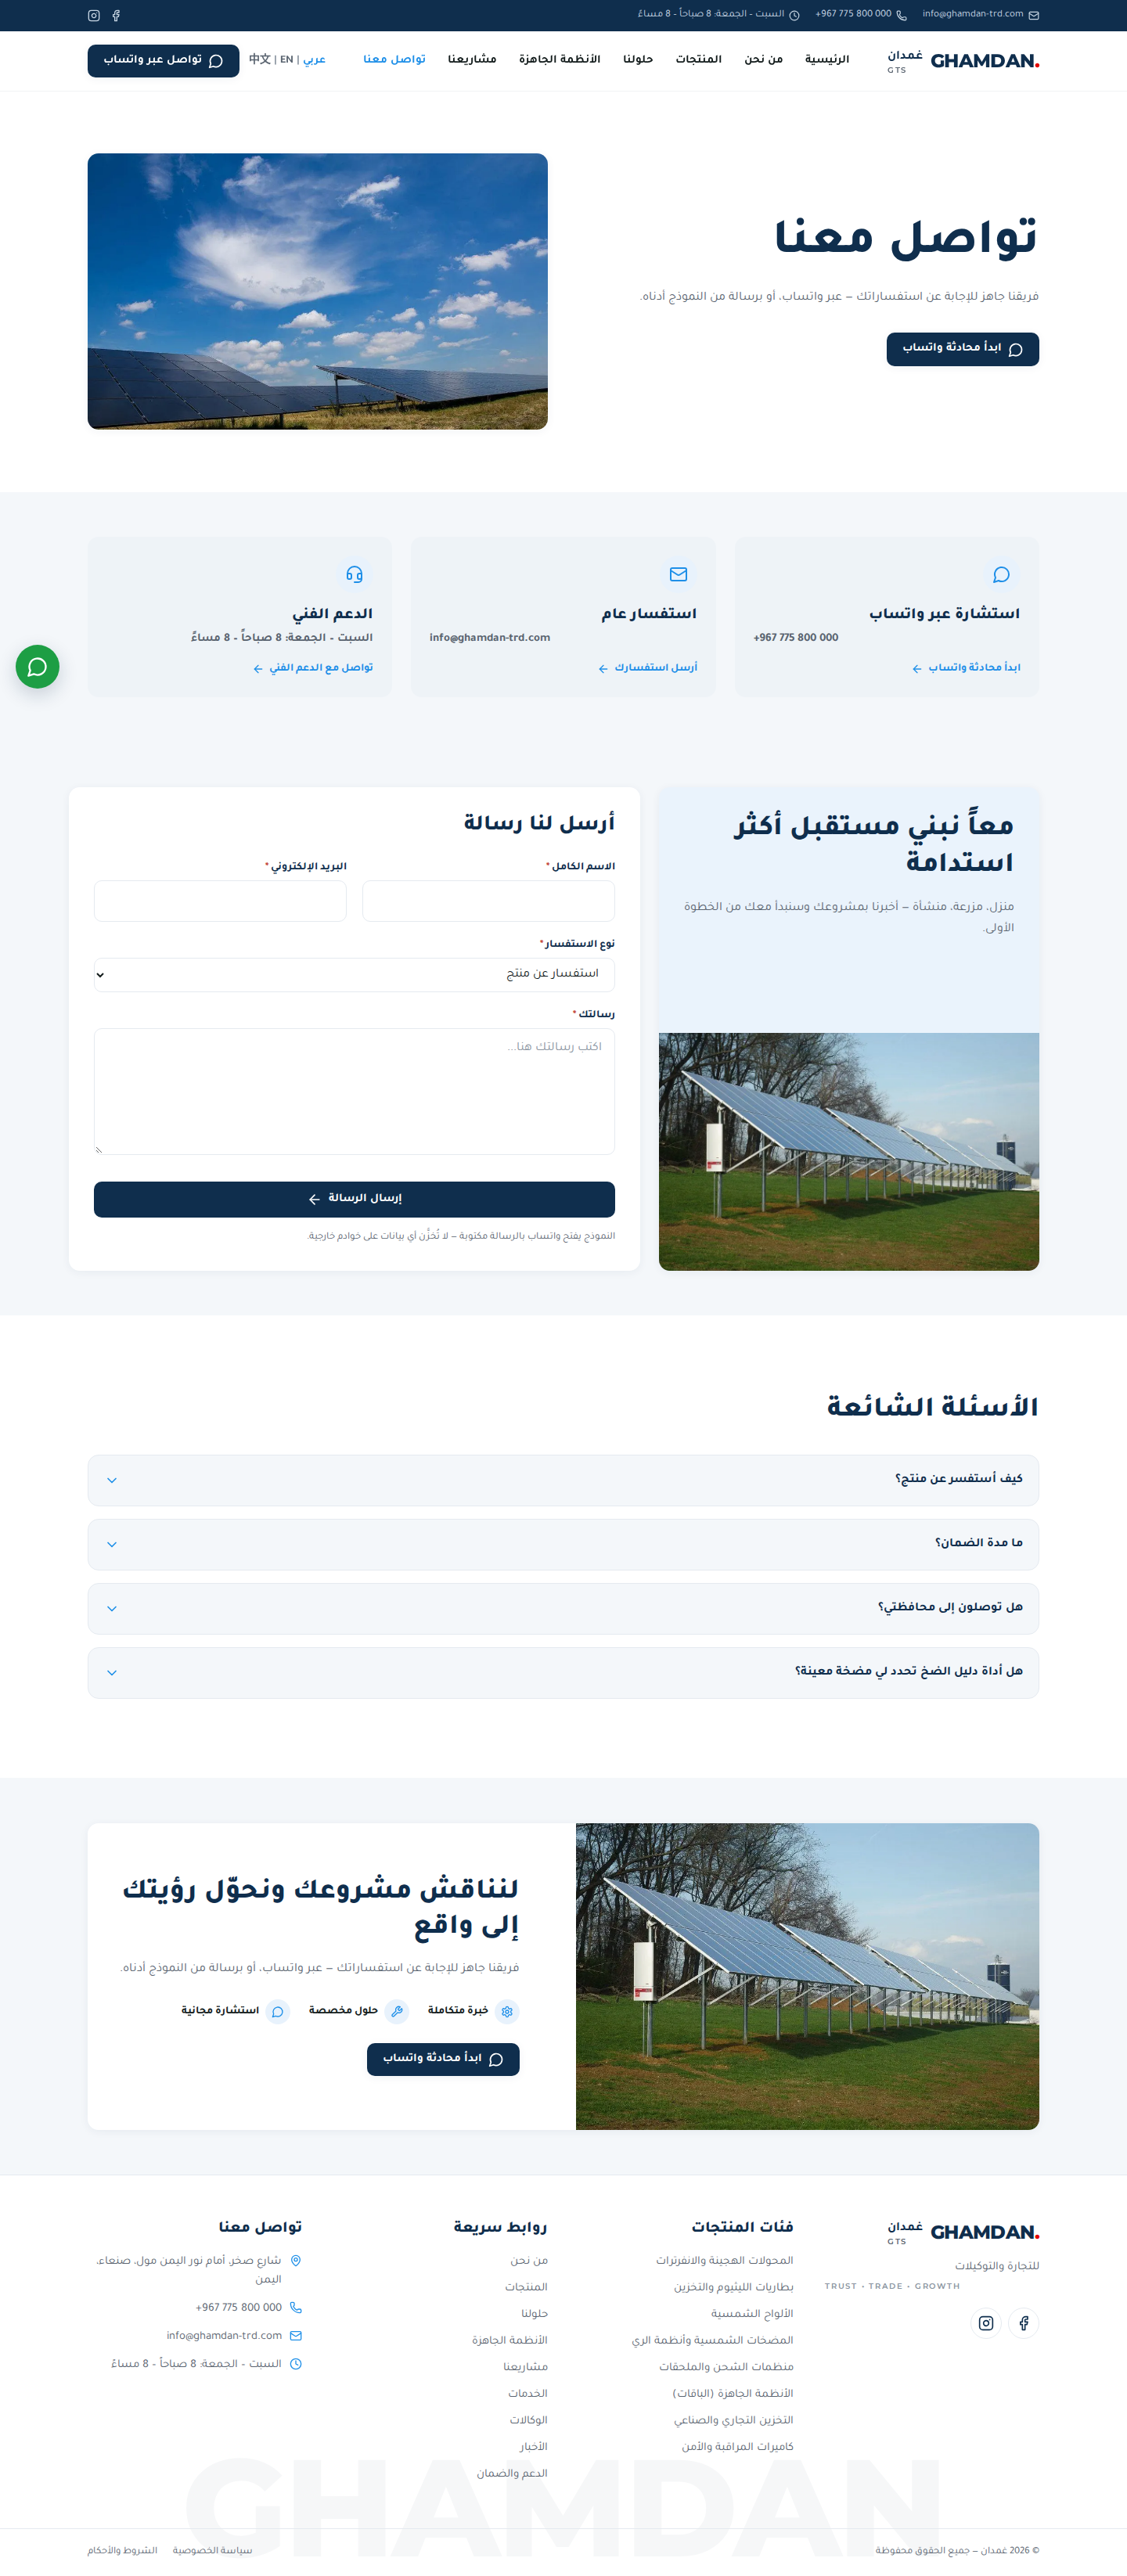 info@ghamdan-trd.com
+967 775 800 000
السبت – الجمعة: 8 صباحاً – 8 مساءً
GHAMDAN.
غمدان
GTS
الرئيسية
من نحن
المنتجات
حلولنا
الأنظمة الجاهزة
مشاريعنا
تواصل معنا
عربي | EN | 中文
تواصل عبر واتساب
تواصل معنا
فريقنا جاهز للإجابة عن استفساراتك – عبر واتساب، أو برسالة من النموذج أدناه.
ابدأ محادثة واتساب
استشارة عبر واتساب
+967 775 800 000
ابدأ محادثة واتساب
استفسار عام
info@ghamdan-trd.com
أرسل استفسارك
الدعم الفني
السبت – الجمعة: 8 صباحاً – 8 مساءً
تواصل مع الدعم الفني
معاً نبني مستقبل أكثر
استدامة
منزل، مزرعة، منشأة – أخبرنا بمشروعك وسنبدأ معك من الخطوة
الأولى.
أرسل لنا رسالة
الاسم الكامل *
البريد الإلكتروني *
نوع الاستفسار *
استفسار عن منتج
رسالتك *
اكتب رسالتك هنا...
إرسال الرسالة
النموذج يفتح واتساب بالرسالة مكتوبة – لا تُخزَّن أي بيانات على خوادم خارجية.
الأسئلة الشائعة
كيف أستفسر عن منتج؟
ما مدة الضمان؟
هل توصلون إلى محافظتي؟
هل أداة دليل الضخ تحدد لي مضخة معينة؟
لنناقش مشروعك ونحوّل رؤيتك
إلى واقع
فريقنا جاهز للإجابة عن استفساراتك – عبر واتساب، أو برسالة من النموذج أدناه.
خبرة متكاملة
حلول مخصصة
استشارة مجانية
ابدأ محادثة واتساب
GHAMDAN.
غمدان
GTS
للتجارة والتوكيلات
TRUST • TRADE • GROWTH
فئات المنتجات
المحولات الهجينة والانفرترات
بطاريات الليثيوم والتخزين
الألواح الشمسية
المضخات الشمسية وأنظمة الري
منظمات الشحن والملحقات
الأنظمة الجاهزة (الباقات)
التخزين التجاري والصناعي
كاميرات المراقبة والأمن
روابط سريعة
من نحن
المنتجات
حلولنا
الأنظمة الجاهزة
مشاريعنا
الخدمات
الوكالات
الأخبار
الدعم والضمان
تواصل معنا
شارع صخر، أمام نور اليمن مول، صنعاء،
اليمن
+967 775 800 000
info@ghamdan-trd.com
السبت – الجمعة: 8 صباحاً – 8 مساءً
GHAMDAN
© 2026 غمدان – جميع الحقوق محفوظة
سياسة الخصوصية
الشروط والأحكام